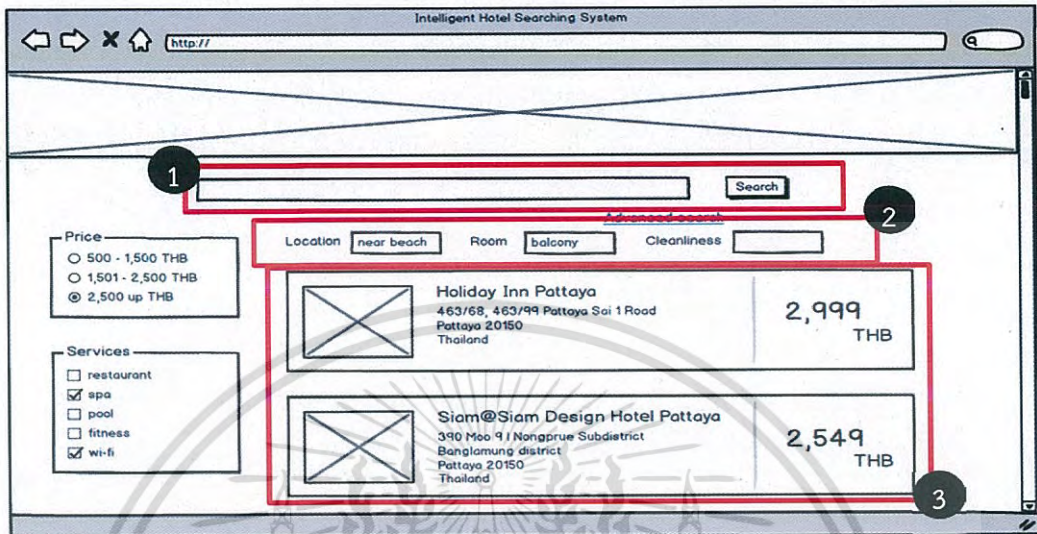 Intelligent Hotel Searching System
http://
1
Search
Advanced search
2
Location near beach Room balcony Cleanliness
Price
500 - 1,500 THB
1,501 - 2,500 THB
2,500 up THB
Holiday Inn Pattaya
463/68, 463/99 Pattaya Sai 1 Road
Pattaya 20150
Thailand
2,999
THB
Services
restaurant
spa
pool
fitness
wi-fi
Siam@Siam Design Hotel Pattaya
390 Moo 9 | Nongprue Subdistrict
Banglamung district
Pattaya 20150
Thailand
2,549
THB
3